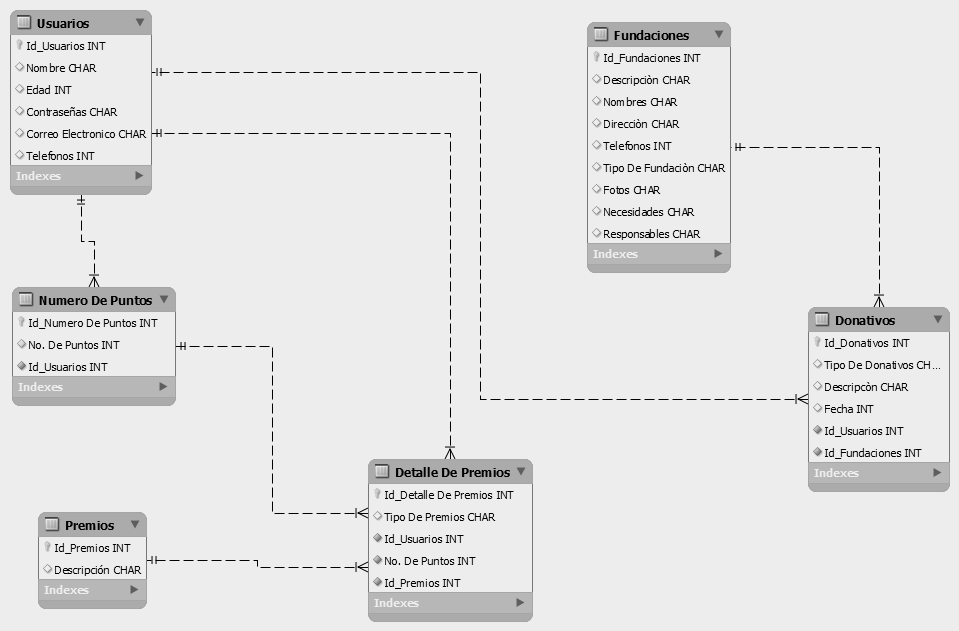 Usuarios
Id_Usuarios INT
Nombre CHAR
Edad INT
Contraseñas CHAR
Correo Electronico CHAR
Telefonos INT
Indexes
Fundaciones
Id_Fundaciones INT
Descripciòn CHAR
Nombres CHAR
Direcciòn CHAR
Telefonos INT
Tipo De Fundaciòn CHAR
Fotos CHAR
Necesidades CHAR
Responsables CHAR
Indexes
Numero De Puntos
Id_Numero De Puntos INT
No. De Puntos INT
Id_Usuarios INT
Indexes
Donativos
Id_Donativos INT
Tipo De Donativos CH...
Descripcòn CHAR
Fecha INT
Id_Usuarios INT
Id_Fundaciones INT
Indexes
Detalle De Premios
Id_Detalle De Premios INT
Tipo De Premios CHAR
Id_Usuarios INT
No. De Puntos INT
Id_Premios INT
Indexes
Premios
Id_Premios INT
Descripción CHAR
Indexes